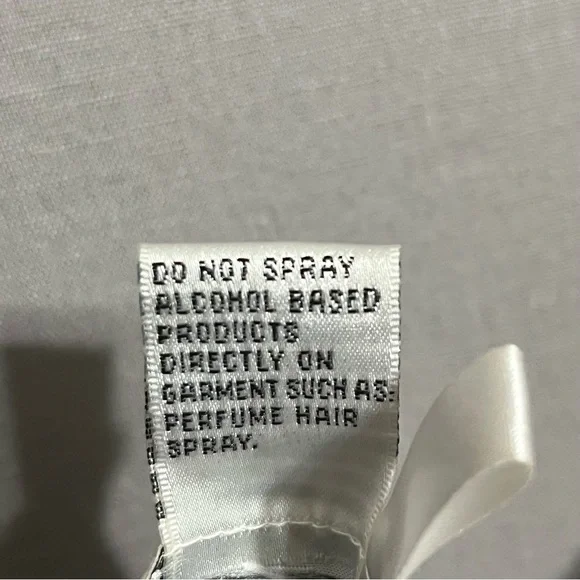 DO NOT SPRAY
ALCOHOL BASED
PRODUCTS
DIRECTLY ON
GARMENT SUCH AS:
PERFUME HAIR
SPRAY.